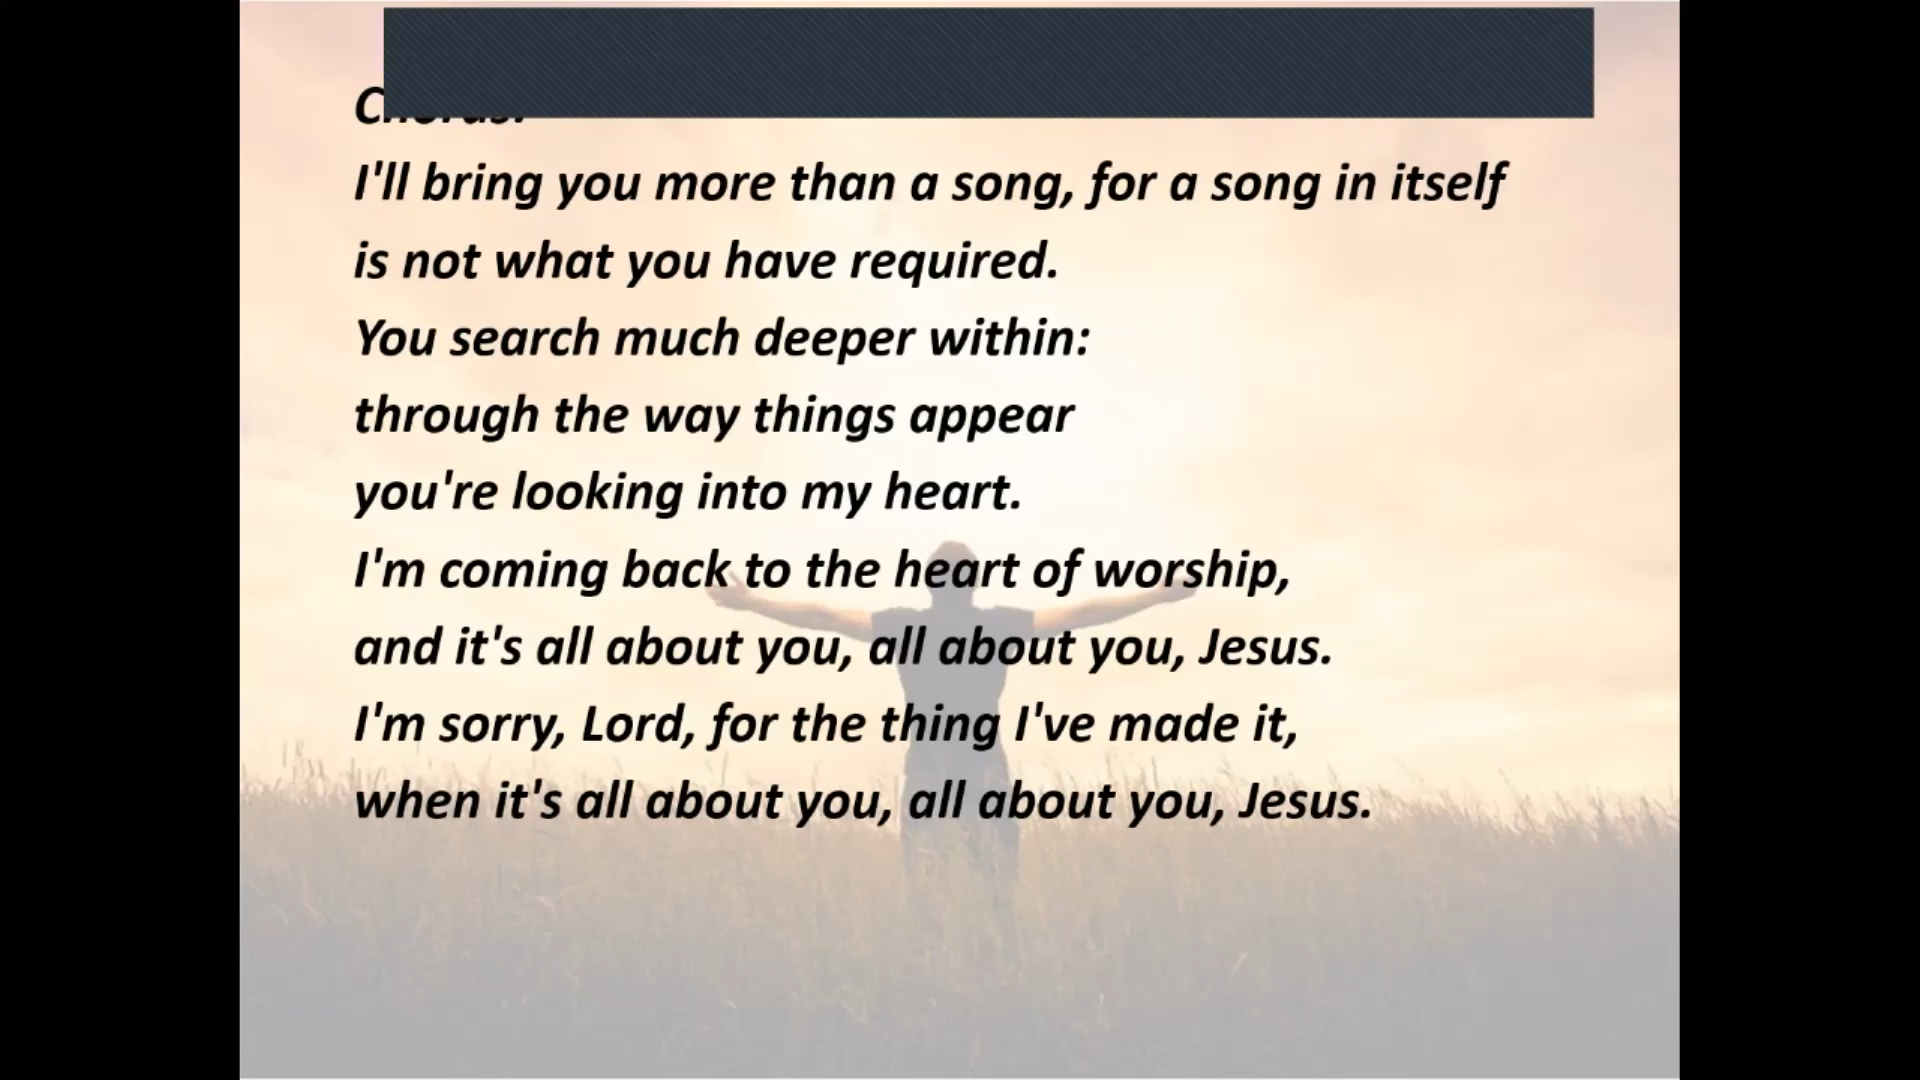 Chorus:
I'll bring you more than a song, for a song in itself
is not what you have required.
You search much deeper within:
through the way things appear
you're looking into my heart.
I'm coming back to the heart of worship,
and it's all about you, all about you, Jesus.
I'm sorry, Lord, for the thing I've made it,
when it's all about you, all about you, Jesus.